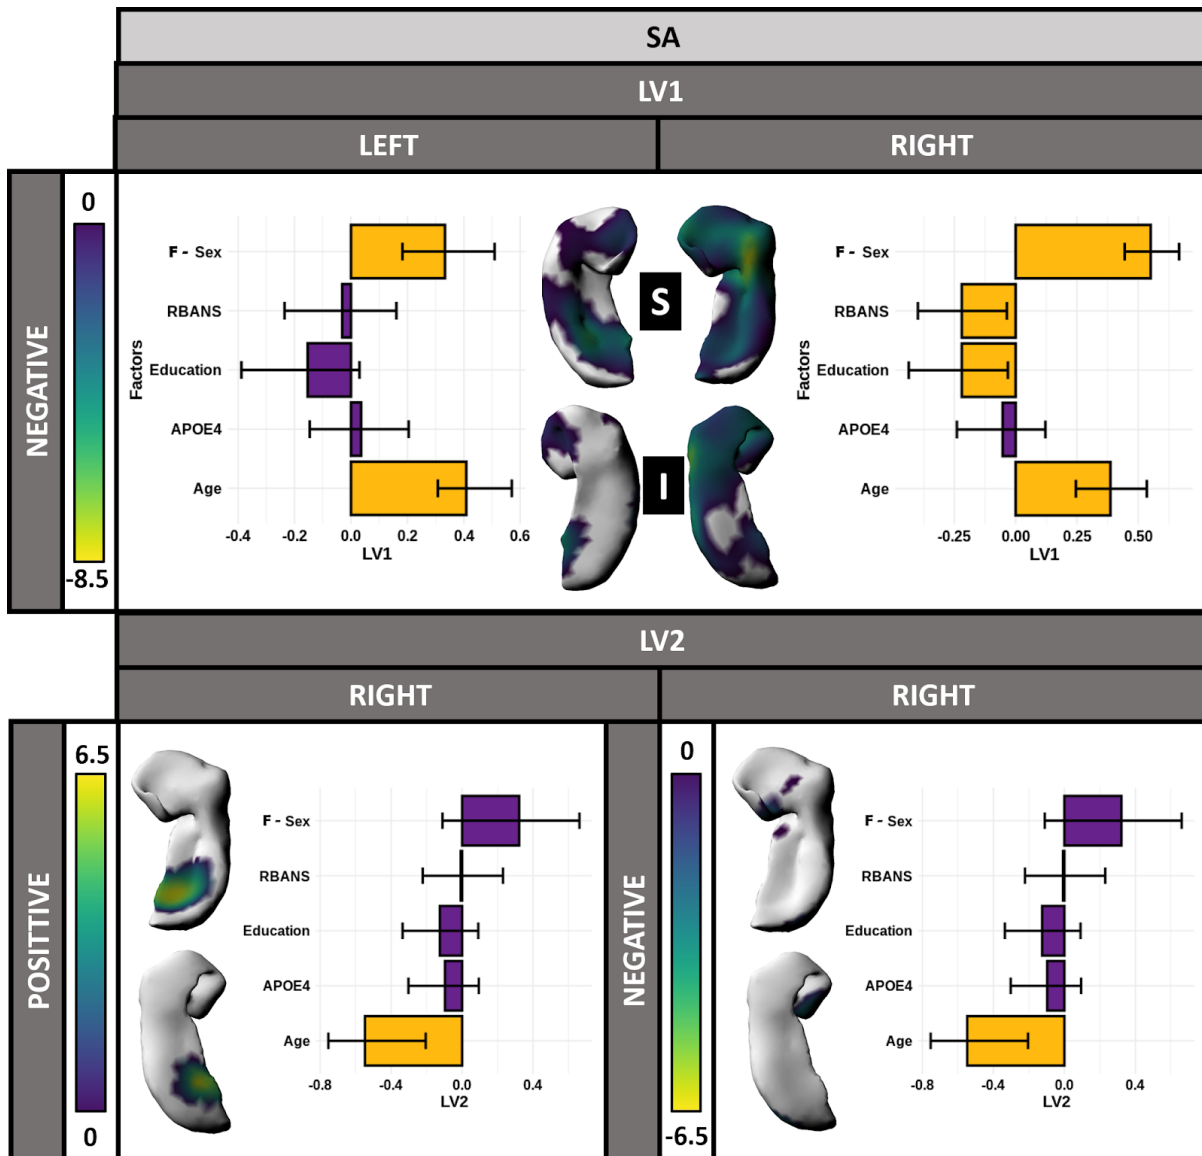 SA
LV1
LEFT RIGHT
NEGATIVE
0
-8.5
Factors
F - Sex
RBANS
Education
APOE4
Age
-0.4 -0.2 0.0 0.2 0.4 0.6
LV1
S
I
Factors
F - Sex
RBANS
Education
APOE4
Age
-0.25 0.00 0.25 0.50
LV1
LV2
RIGHT RIGHT
POSITTIVE
6.5
0
F - Sex
RBANS
Education
APOE4
Age
-0.8 -0.4 0.0 0.4
LV2
NEGATIVE
0
-6.5
F - Sex
RBANS
Education
APOE4
Age
-0.8 -0.4 0.0 0.4
LV2